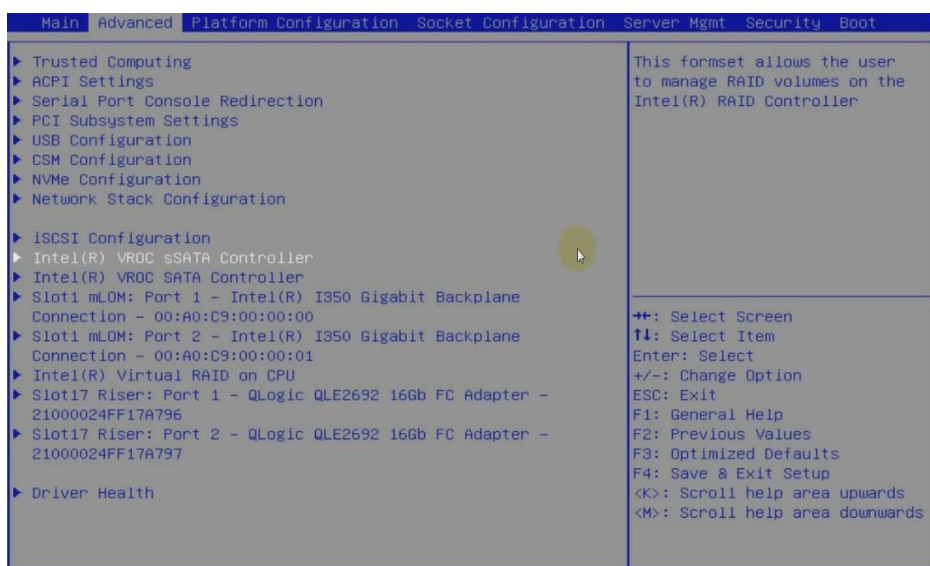 Main Advanced Platform Configuration Socket Configuration Server Mgmt Security Boot
Trusted Computing
ACPI Settings
Serial Port Console Redirection
PCI Subsystem Settings
USB Configuration
CSM Configuration
NVMe Configuration
Network Stack Configuration
iSCSI Configuration
Intel(R) VROC sSATA Controller
Intel(R) VROC SATA Controller
Slot1 mLOM: Port 1 - Intel(R) I350 Gigabit Backplane
Connection - 00:A0:C9:00:00:00
Slot1 mLOM: Port 2 - Intel(R) I350 Gigabit Backplane
Connection - 00:A0:C9:00:00:01
Intel(R) Virtual RAID on CPU
Slot17 Riser: Port 1 - QLogic QLE2692 16Gb FC Adapter -
21000024FF17A796
Slot17 Riser: Port 2 - QLogic QLE2692 16Gb FC Adapter -
21000024FF17A797
Driver Health
This formset allows the user
to manage RAID volumes on the
Intel(R) RAID Controller
→←: Select Screen
↑↓: Select Item
Enter: Select
+/-: Change Option
ESC: Exit
F1: General Help
F2: Previous Values
F3: Optimized Defaults
F4: Save & Exit Setup
<K>: Scroll help area upwards
<M>: Scroll help area downwards